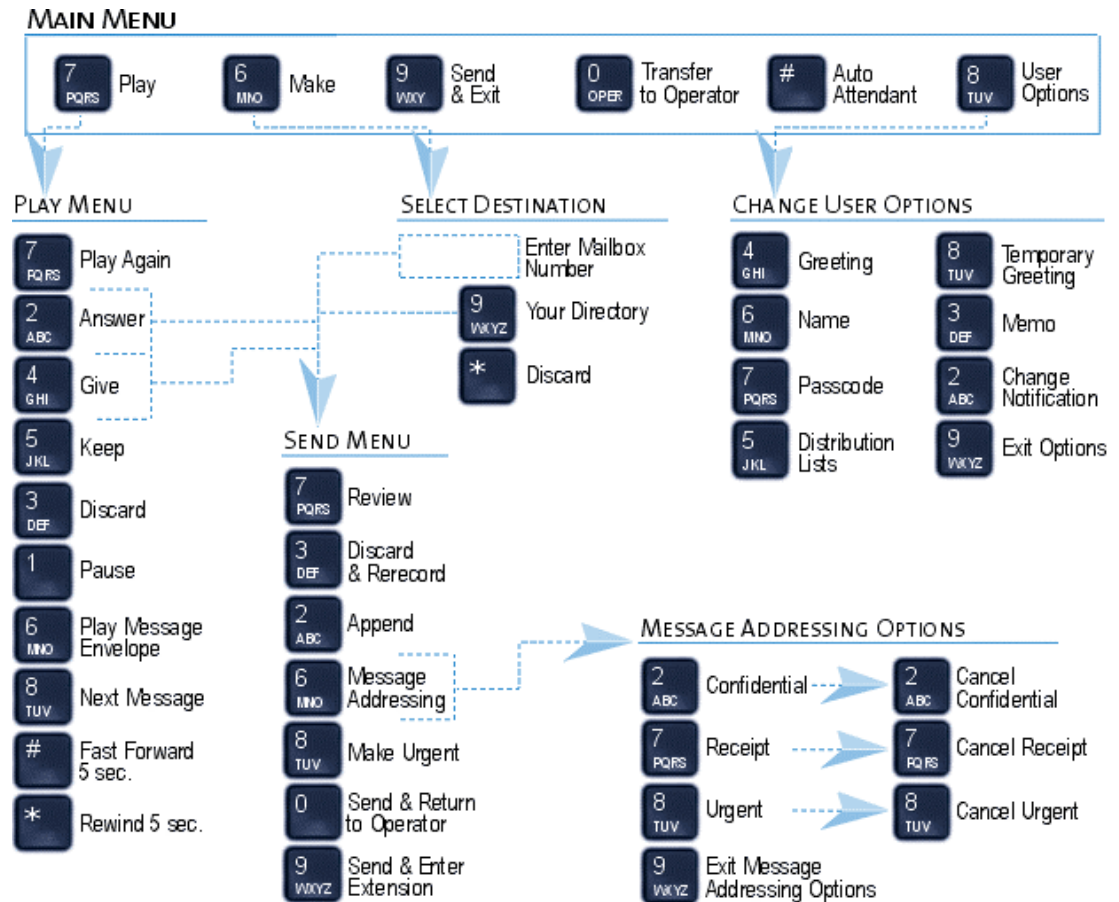 MAIN MENU
7 PQRS Play
6 MNO Make
9 WXY Send
& Exit
0 OPER Transfer
to Operator
# Auto
Attendant
8 TUV User
Options
PLAY MENU
7 PQRS Play Again
2 ABC Answer
4 GHI Give
5 JKL Keep
3 DEF Discard
1 Pause
6 MNO Play Message
Envelope
8 TUV Next Message
# Fast Forward
5 sec.
* Rewind 5 sec.
SELECT DESTINATION
Enter Mailbox
Number
9 WXYZ Your Directory
* Discard
SEND MENU
7 PQRS Review
3 DEF Discard
& Rerecord
2 ABC Append
6 MNO Message
Addressing
8 TUV Make Urgent
0 Send & Return
to Operator
9 WXYZ Send & Enter
Extension
CHANGE USER OPTIONS
4 GHI Greeting
8 TUV Temporary
Greeting
6 MNO Name
3 DEF Memo
7 PQRS Passcode
2 ABC Change
Notification
5 JKL Distribution
Lists
9 WXYZ Exit Options
MESSAGE ADDRESSING OPTIONS
2 ABC Confidential
2 ABC Cancel
Confidential
7 PQRS Receipt
7 PQRS Cancel Receipt
8 TUV Urgent
8 TUV Cancel Urgent
9 WXYZ Exit Message
Addressing Options